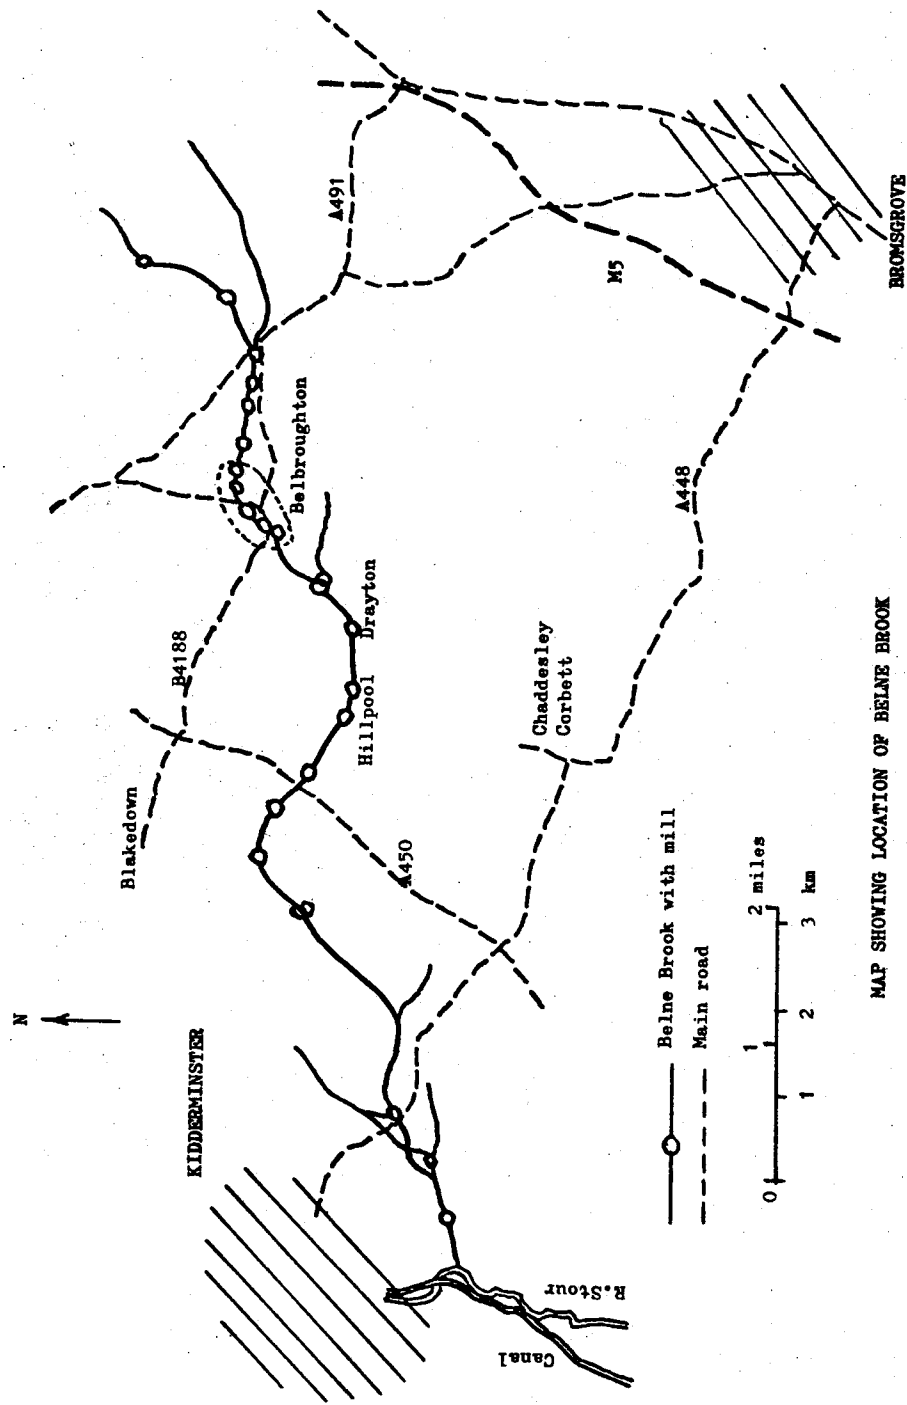 N
KIDDERMINSTER
Blakedown
B4188
A491
Belbroughton
Drayton
Hillpool
A450
M5
A448
Chaddesley
Corbett
BROMSGROVE
R.Stour
Canal
Belne Brook with mill
Main road
0 1 2 miles
1 2 3 km
MAP SHOWING LOCATION OF BELNE BROOK